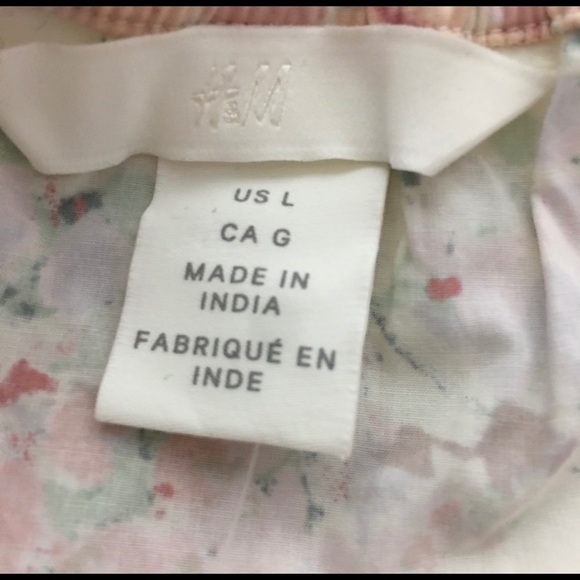 H&M
US L
CA G
MADE IN
INDIA
FABRIQUÉ EN
INDE